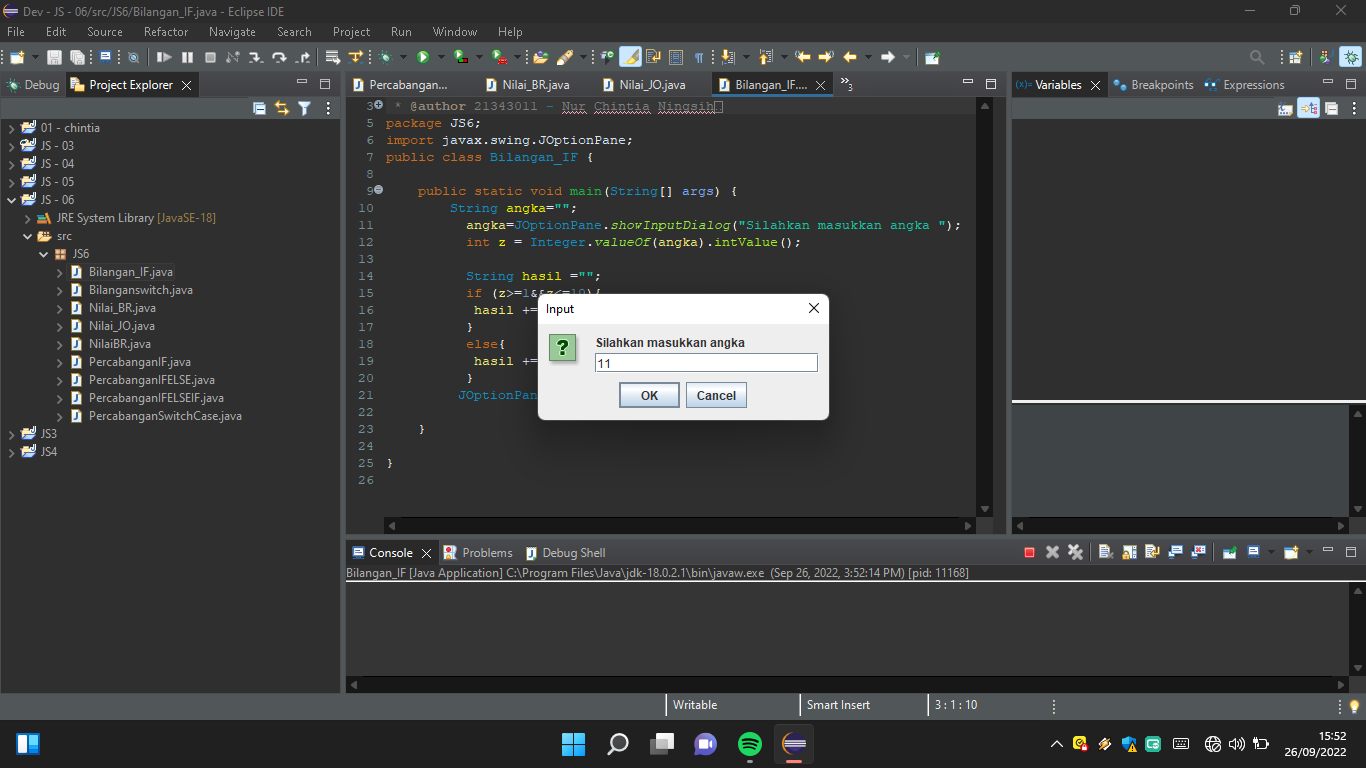 Dev - JS - 06/src/JS6/Bilangan_IF.java - Eclipse IDE
File Edit Source Refactor Navigate Search Project Run Window Help
Debug Project Explorer
01 - chintia
JS - 03
JS - 04
JS - 05
JS - 06
JRE System Library [JavaSE-18]
src
JS6
Bilangan_IF.java
Bilanganswitch.java
Nilai_BR.java
Nilai_JO.java
NilaiBR.java
PercabanganIF.java
PercabanganIFELSE.java
PercabanganIFELSEIF.java
PercabanganSwitchCase.java
JS3
JS4
Percabangan... Nilai_BR.java Nilai_JO.java Bilangan_IF.... »3
3 * @author 21343011 - Nur Chintia Ningsih
5 package JS6;
6 import javax.swing.JOptionPane;
7 public class Bilangan_IF {
8
9 public static void main(String[] args) {
10 String angka="";
11 angka=JOptionPane.showInputDialog("Silahkan masukkan angka ");
12 int z = Integer.valueOf(angka).intValue();
13
14 String hasil ="";
15 if (z>=1&&z<=10){
16 hasil +=
17 }
18 else{
19 hasil +=
20 }
21 JOptionPan
22
23 }
24
25 }
26
Input
Silahkan masukkan angka
11
OK Cancel
(x)= Variables Breakpoints Expressions
Console Problems Debug Shell
Bilangan_IF [Java Application] C:\Program Files\Java\jdk-18.0.2.1\bin\javaw.exe (Sep 26, 2022, 3:52:14 PM) [pid: 11168]
Writable Smart Insert 3 : 1 : 10
15:52
26/09/2022